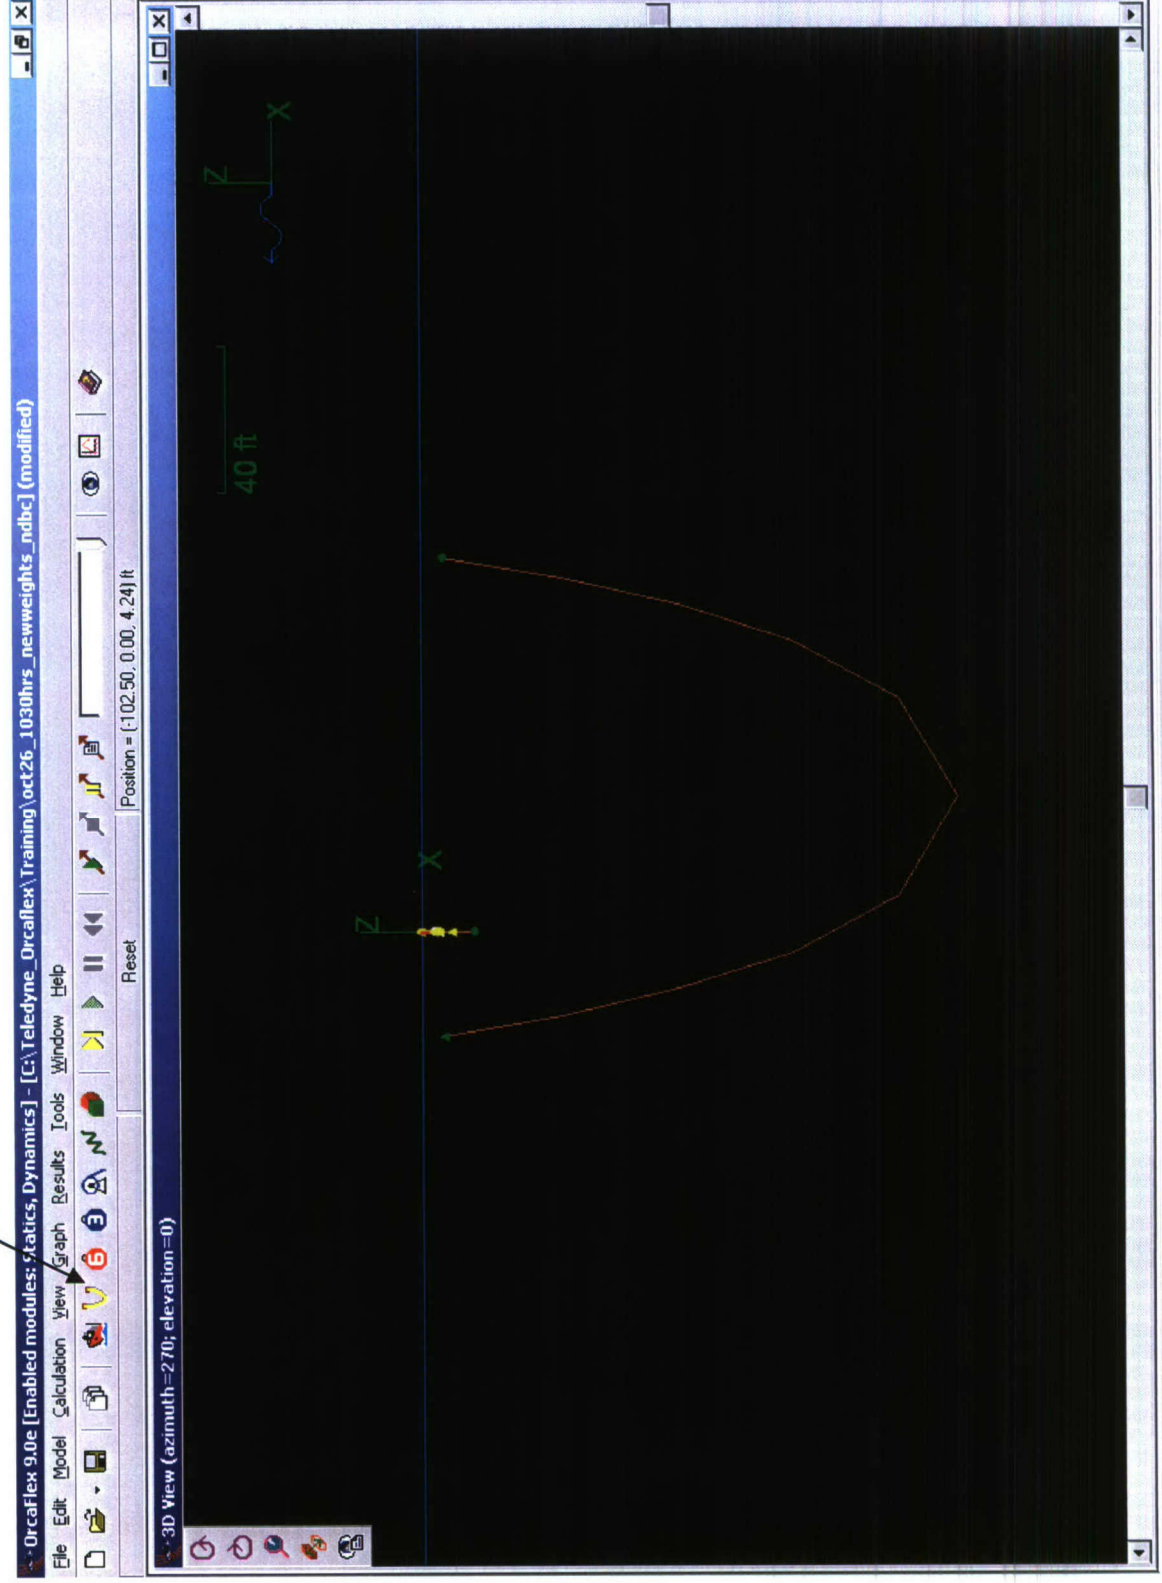 OrcaFlex 9.0e [Enabled modules: Statics, Dynamics] - [C:\Teledyne_Orcaflex\Training\oct26_1030hrs_newweights_ndbc] (modified)
File Edit Model Calculation View Graph Results Tools Window Help
6 3
Reset Position = (-102.50, 0.00, 4.24) ft
3D View (azimuth=270; elevation=0)
40 ft
Z
X
Z
X